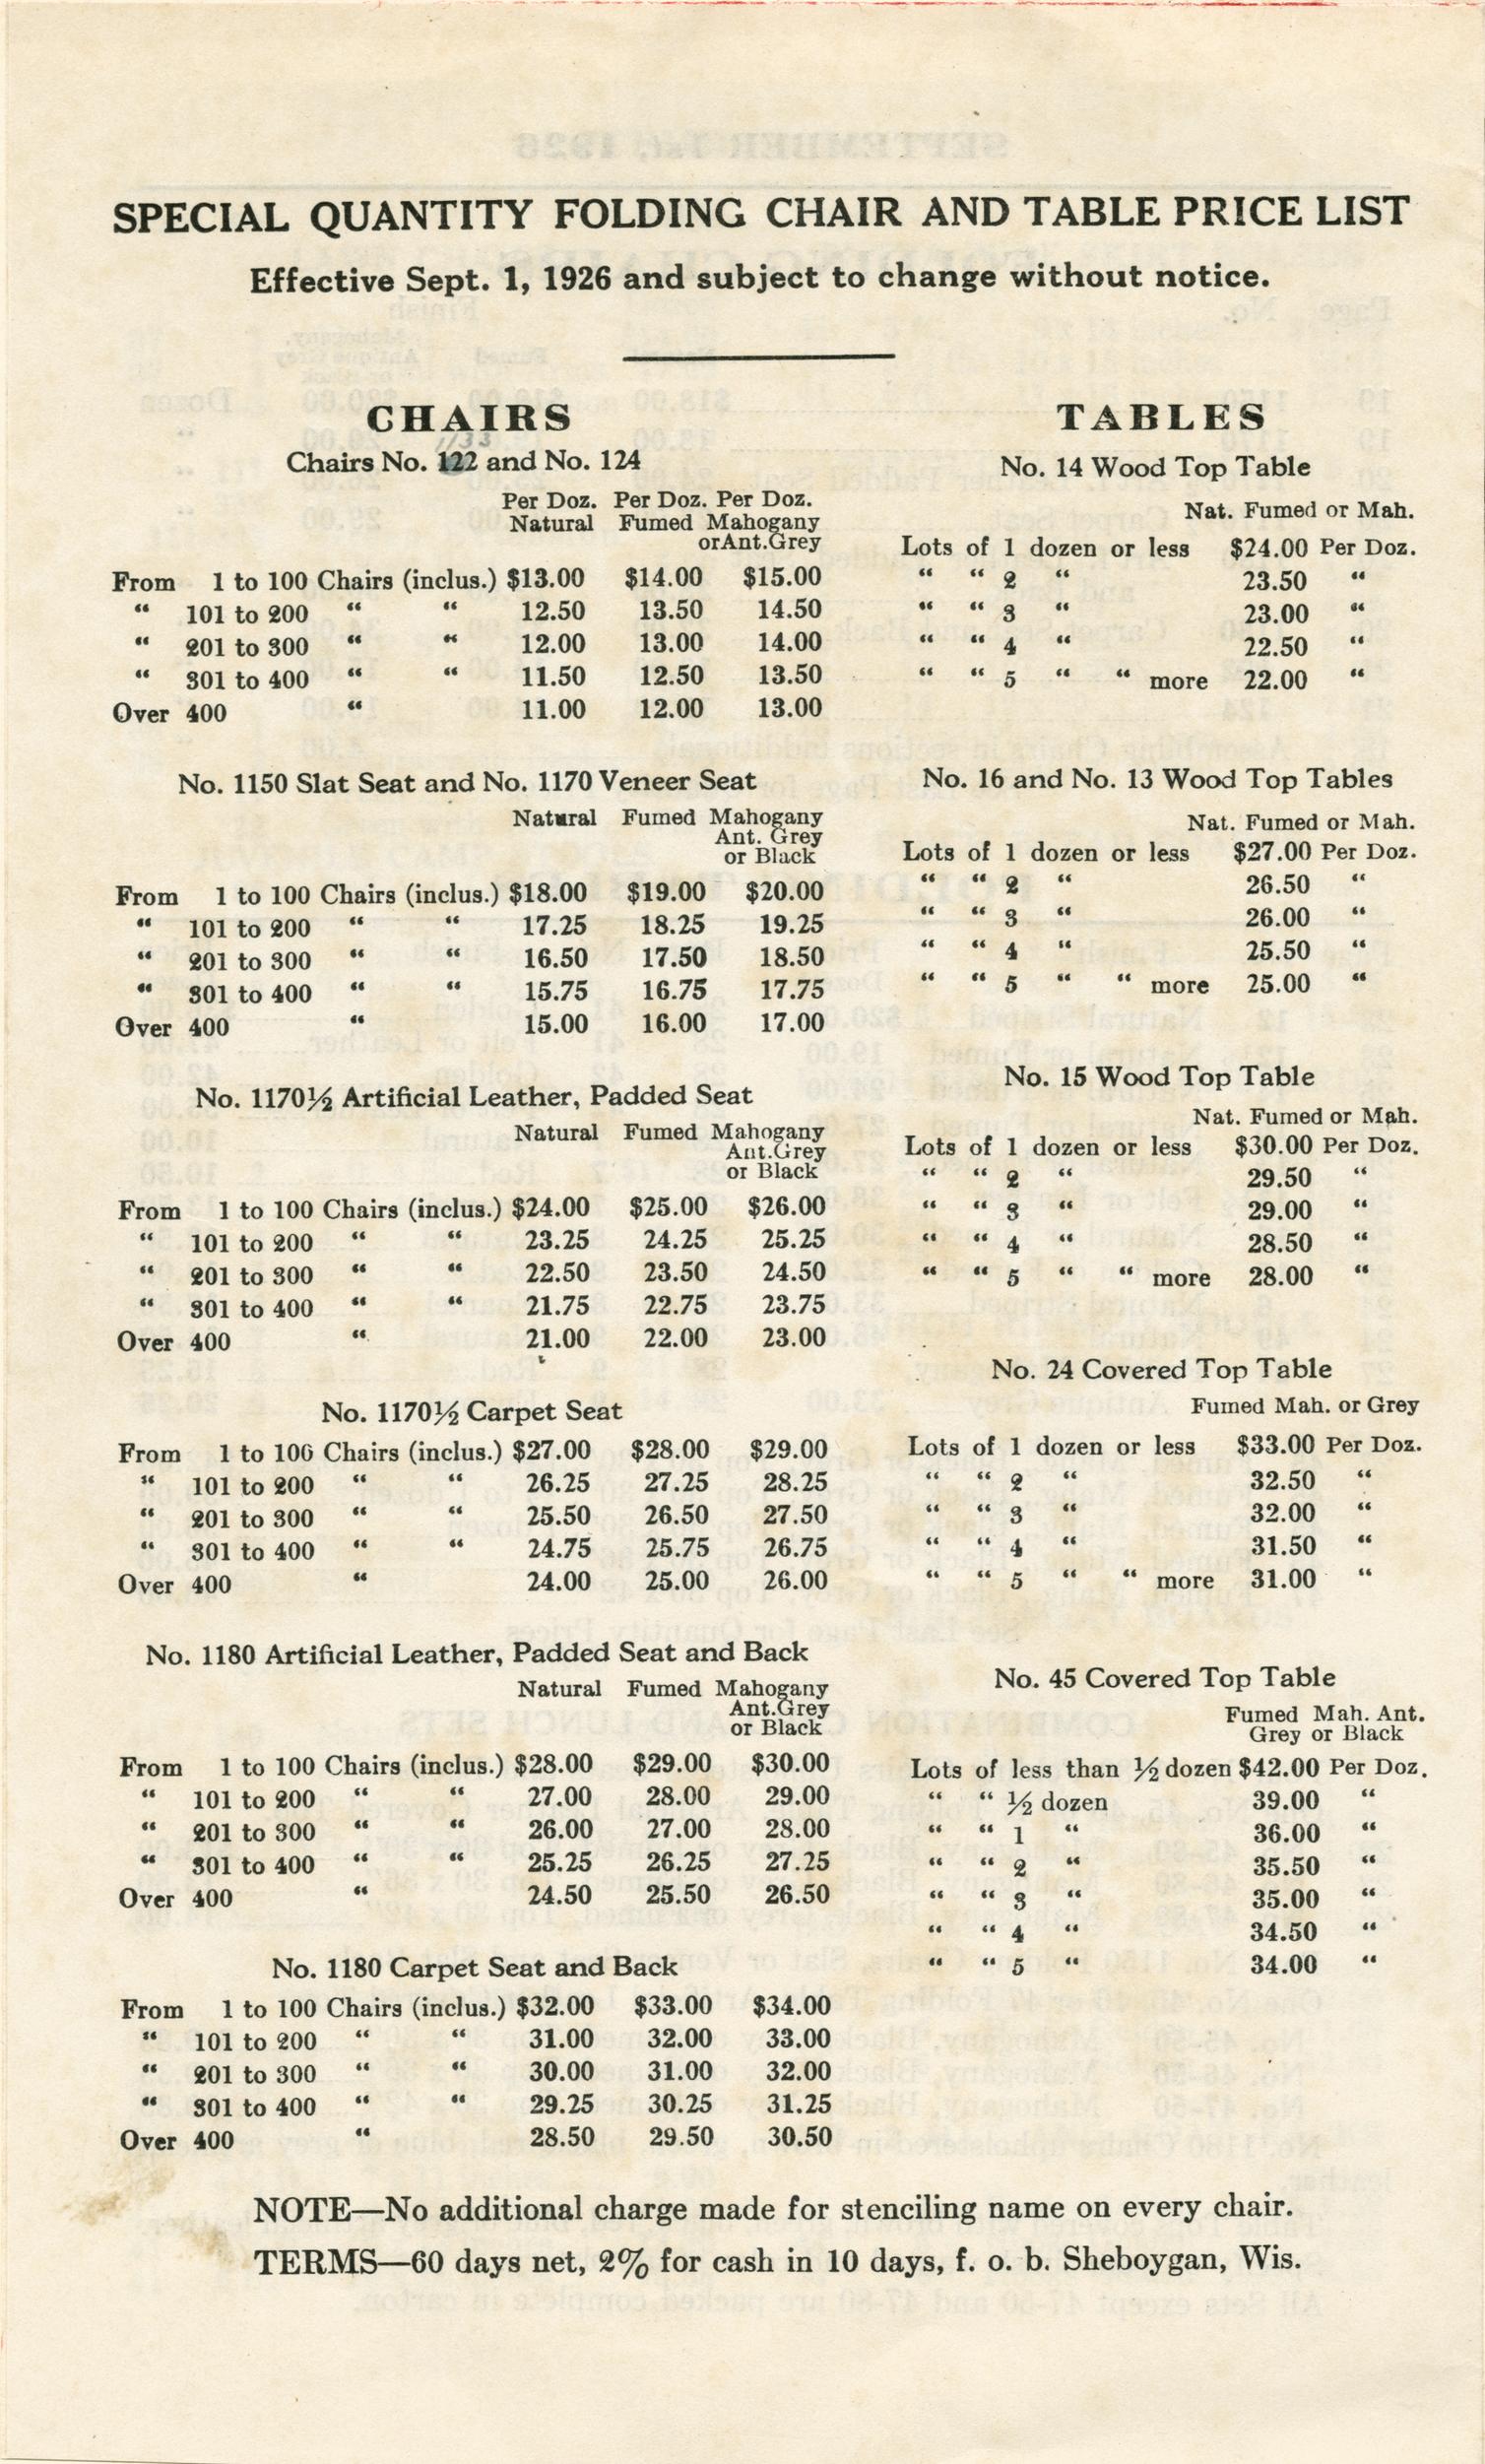 SPECIAL QUANTITY FOLDING CHAIR AND TABLE PRICE LIST
Effective Sept. 1, 1926 and subject to change without notice.
CHAIRS
1133
Chairs No. 122 and No. 124
Per Doz. Per Doz. Per Doz.
Natural Fumed Mahogany
or Ant. Grey
From 1 to 100 Chairs (inclus.) $13.00 $14.00 $15.00
“ 101 to 200 “ “ 12.50 13.50 14.50
“ 201 to 300 “ “ 12.00 13.00 14.00
“ 301 to 400 “ “ 11.50 12.50 13.50
Over 400 “ 11.00 12.00 13.00
No. 1150 Slat Seat and No. 1170 Veneer Seat
Natural Fumed Mahogany
Ant. Grey
or Black
From 1 to 100 Chairs (inclus.) $18.00 $19.00 $20.00
“ 101 to 200 “ “ 17.25 18.25 19.25
“ 201 to 300 “ “ 16.50 17.50 18.50
“ 301 to 400 “ “ 15.75 16.75 17.75
Over 400 “ 15.00 16.00 17.00
No. 1170½ Artificial Leather, Padded Seat
Natural Fumed Mahogany
Ant. Grey
or Black
From 1 to 100 Chairs (inclus.) $24.00 $25.00 $26.00
“ 101 to 200 “ “ 23.25 24.25 25.25
“ 201 to 300 “ “ 22.50 23.50 24.50
“ 301 to 400 “ “ 21.75 22.75 23.75
Over 400 “ 21.00 22.00 23.00
No. 1170½ Carpet Seat
From 1 to 100 Chairs (inclus.) $27.00 $28.00 $29.00
“ 101 to 200 “ “ 26.25 27.25 28.25
“ 201 to 300 “ “ 25.50 26.50 27.50
“ 301 to 400 “ “ 24.75 25.75 26.75
Over 400 “ 24.00 25.00 26.00
No. 1180 Artificial Leather, Padded Seat and Back
Natural Fumed Mahogany
Ant. Grey
or Black
From 1 to 100 Chairs (inclus.) $28.00 $29.00 $30.00
“ 101 to 200 “ “ 27.00 28.00 29.00
“ 201 to 300 “ “ 26.00 27.00 28.00
“ 301 to 400 “ “ 25.25 26.25 27.25
Over 400 “ 24.50 25.50 26.50
No. 1180 Carpet Seat and Back
From 1 to 100 Chairs (inclus.) $32.00 $33.00 $34.00
“ 101 to 200 “ “ 31.00 32.00 33.00
“ 201 to 300 “ “ 30.00 31.00 32.00
“ 301 to 400 “ “ 29.25 30.25 31.25
Over 400 “ 28.50 29.50 30.50
TABLES
No. 14 Wood Top Table
Nat. Fumed or Mah.
Lots of 1 dozen or less $24.00 Per Doz.
“ “ 2 “ 23.50 “
“ “ 3 “ 23.00 “
“ “ 4 “ 22.50 “
“ “ 5 “ “ more 22.00 “
No. 16 and No. 13 Wood Top Tables
Nat. Fumed or Mah.
Lots of 1 dozen or less $27.00 Per Doz.
“ “ 2 “ 26.50 “
“ “ 3 “ 26.00 “
“ “ 4 “ 25.50 “
“ “ 5 “ “ more 25.00 “
No. 15 Wood Top Table
Nat. Fumed or Mah.
Lots of 1 dozen or less $30.00 Per Doz.
“ “ 2 “ 29.50 “
“ “ 3 “ 29.00 “
“ “ 4 “ 28.50 “
“ “ 5 “ “ more 28.00 “
No. 24 Covered Top Table
Fumed Mah. or Grey
Lots of 1 dozen or less $33.00 Per Doz.
“ “ 2 “ 32.50 “
“ “ 3 “ 32.00 “
“ “ 4 “ 31.50 “
“ “ 5 “ “ more 31.00 “
No. 45 Covered Top Table
Fumed Mah. Ant.
Grey or Black
Lots of less than ½ dozen $42.00 Per Doz.
“ “ ½ dozen 39.00 “
“ “ 1 “ 36.00 “
“ “ 2 “ 35.50 “
“ “ 3 “ 35.00 “
“ “ 4 “ 34.50 “
“ “ 5 “ 34.00 “
NOTE—No additional charge made for stenciling name on every chair.
TERMS—60 days net, 2% for cash in 10 days, f. o. b. Sheboygan, Wis.